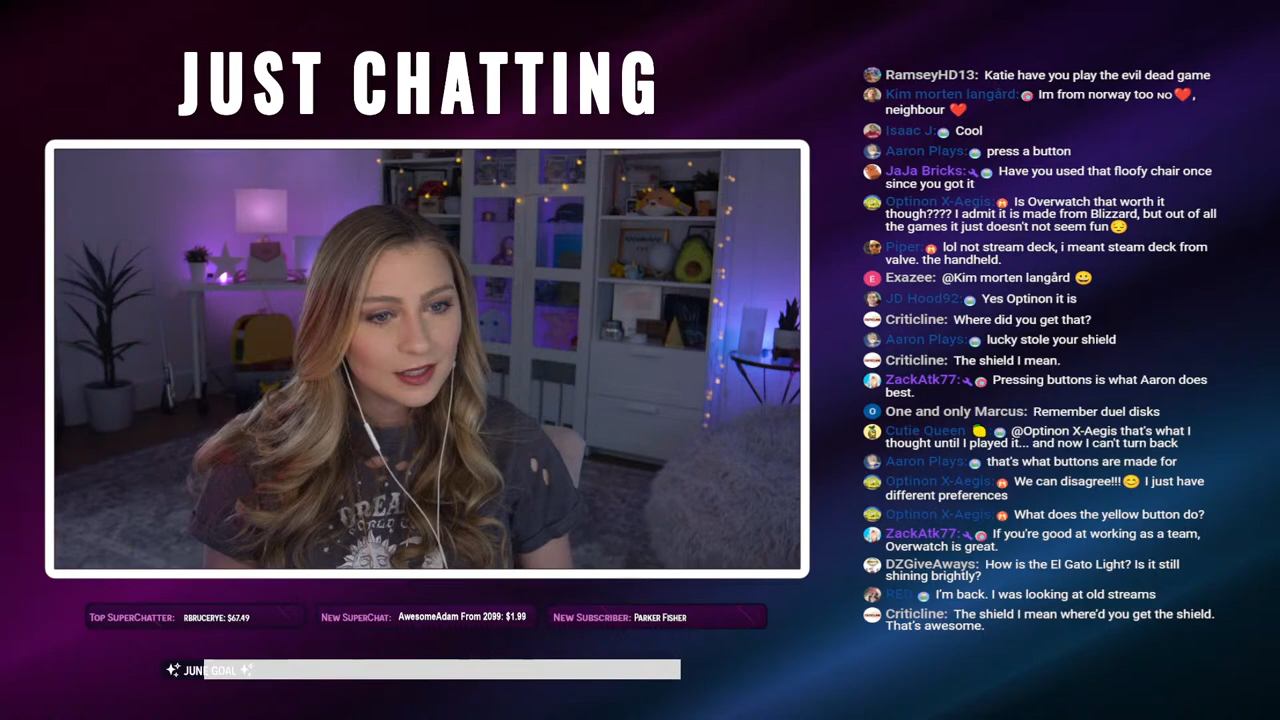 JUST CHATTING
RamseyHD13: Katie have you play the evil dead game
Kim morten langård: Im from norway too NO❤️,
neighbour ❤️
Isaac J: Cool
Aaron Plays: press a button
JaJa Bricks: Have you used that floofy chair once
since you got it
Optinon X-Aegis: Is Overwatch that worth it
though???? I admit it is made from Blizzard, but out of all
the games it just doesn't not seem fun😔
Piper: lol not stream deck, i meant steam deck from
valve. the handheld.
E Exazee: @Kim morten langård 😀
JD Hood92: Yes Optinon it is
Criticline: Where did you get that?
Aaron Plays: lucky stole your shield
Criticline: The shield I mean.
ZackAtk77: Pressing buttons is what Aaron does
best.
O One and only Marcus: Remember duel disks
Cutie Queen 🍋 @Optinon X-Aegis that's what I
thought until I played it... and now I can't turn back
Aaron Plays: that's what buttons are made for
Optinon X-Aegis: We can disagree!!!😊 I just have
different preferences
Optinon X-Aegis: What does the yellow button do?
ZackAtk77: If you're good at working as a team,
Overwatch is great.
DZGiveAways: How is the El Gato Light? Is it still
shining brightly?
RED: I'm back. I was looking at old streams
Criticline: The shield I mean where'd you get the shield.
That's awesome.
DREAM
WORLD
TOP SUPERCHATTER: RBRUCERYE: $67.49
NEW SUPERCHAT: AwesomeAdam From 2099: $1.99
NEW SUBSCRIBER: PARKER FISHER
✨ JUNE GOAL ✨